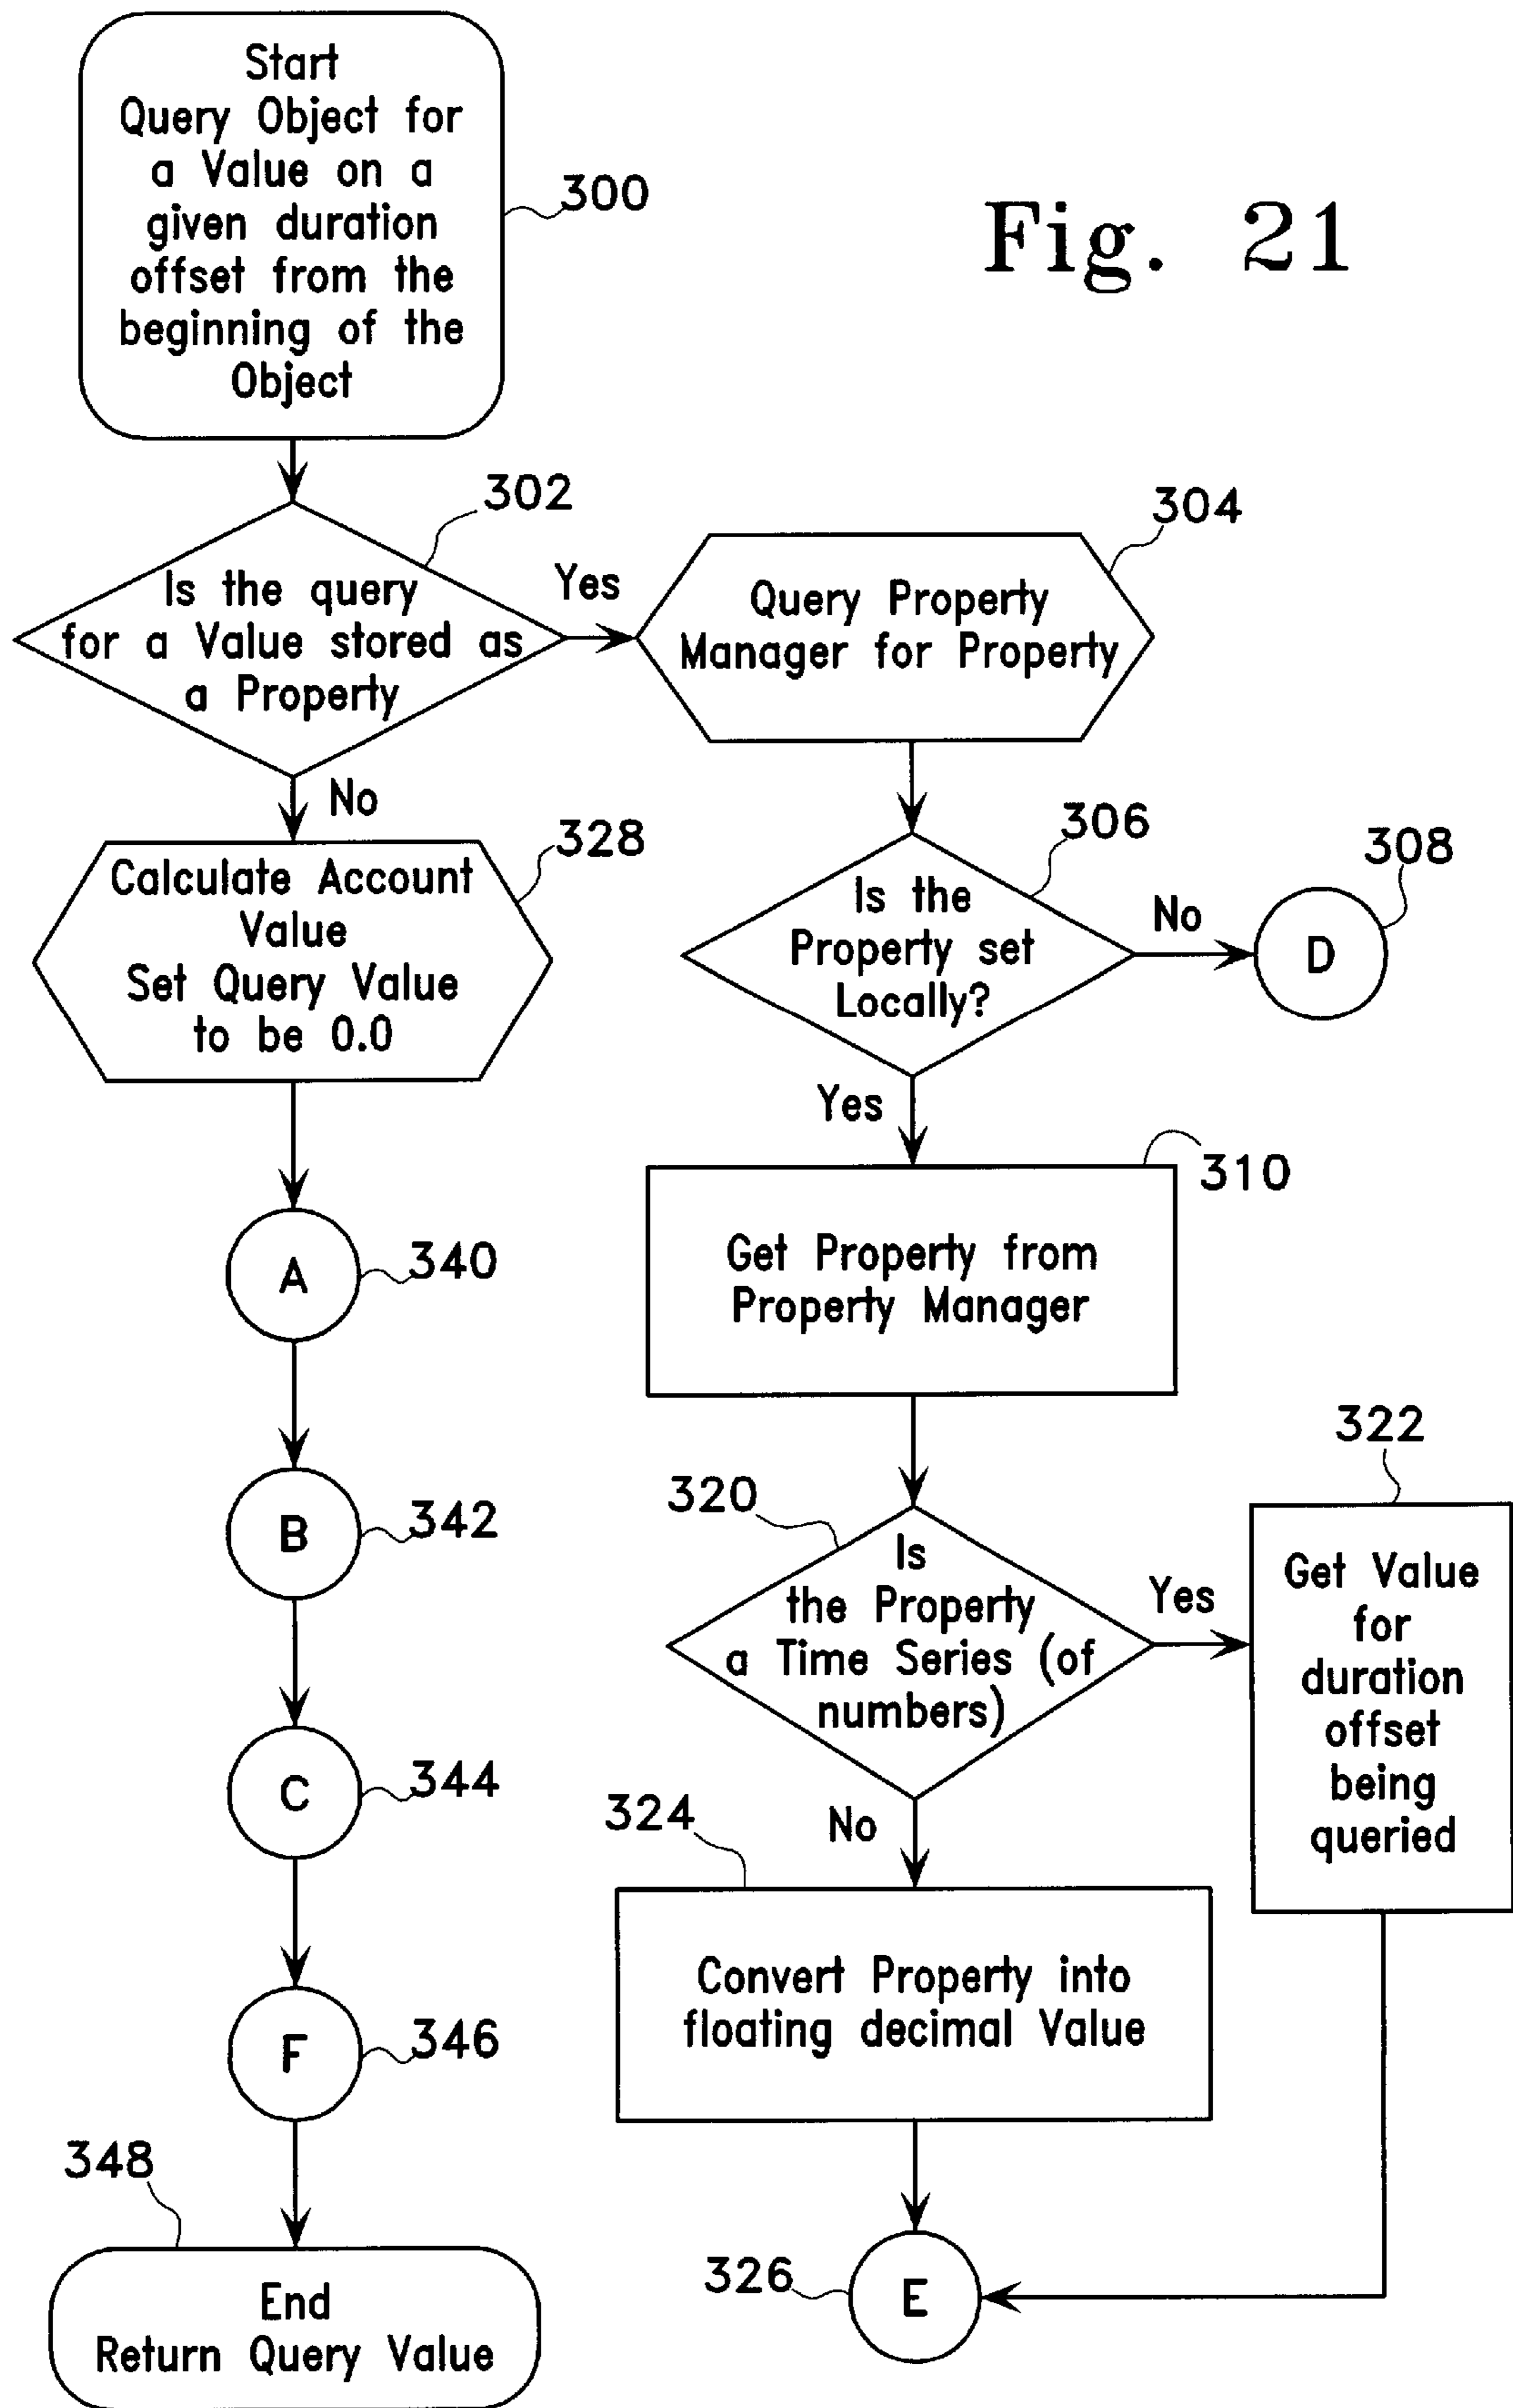 Start
Query Object for
a Value on a
given duration
offset from the
beginning of the
Object
300
Fig. 21
302
Is the query
for a Value stored as
a Property
Yes
No
304
Query Property
Manager for Property
328
Calculate Account
Value
Set Query Value
to be 0.0
306
Is the
Property set
Locally?
No
Yes
308
D
310
Get Property from
Property Manager
A
340
B
342
C
344
F
346
348
End
Return Query Value
320
Is
the Property
a Time Series (of
numbers)
Yes
No
322
Get Value
for
duration
offset
being
queried
324
Convert Property into
floating decimal Value
326
E